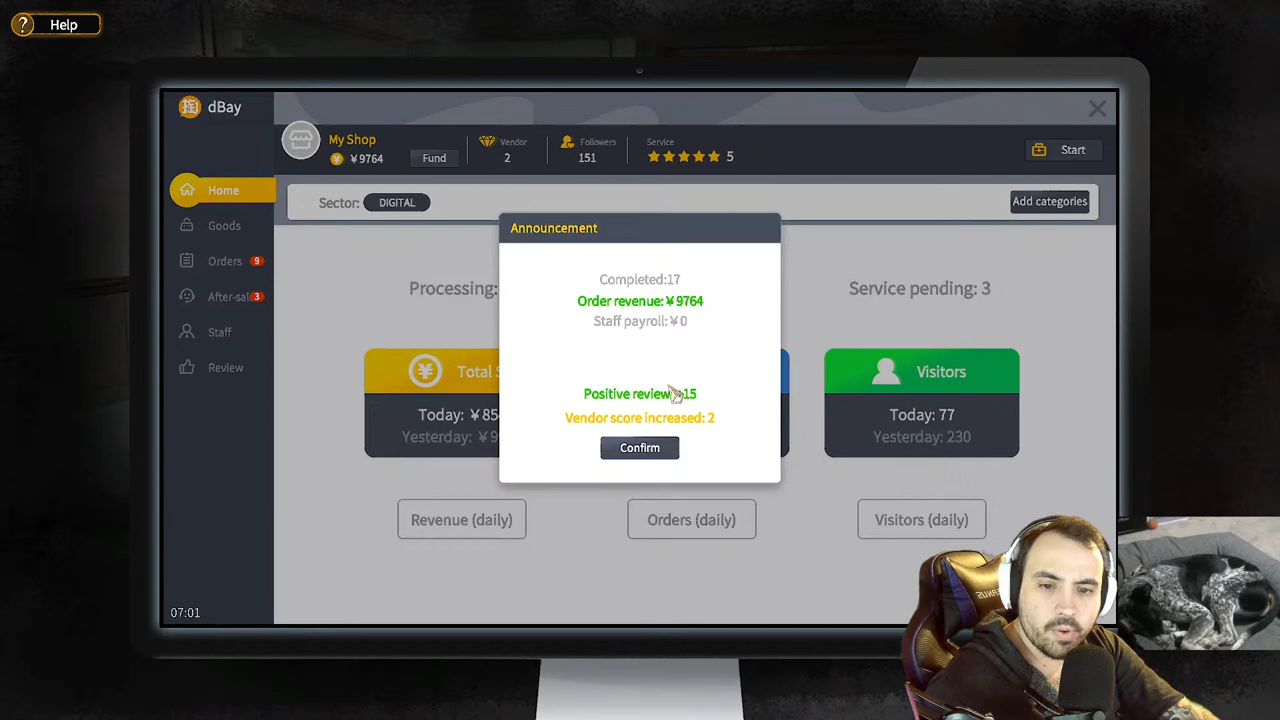 ? Help
dBay
My Shop
¥ 9764
Fund
Vendor
2
Followers
151
Service
5
Start
Home
Sector:
DIGITAL
Add categories
Goods
Announcement
Orders
9
Completed:17
Processing:
Service pending: 3
After-sal
3
Order revenue: ¥ 9764
Staff payroll: ¥ 0
Staff
Review
¥
Total S
Visitors
Positive review
15
Today: ¥ 85
Vendor score increased: 2
Today: 77
Yesterday: ¥
Yesterday: 230
Confirm
Revenue (daily)
Orders (daily)
Visitors (daily)
07:01